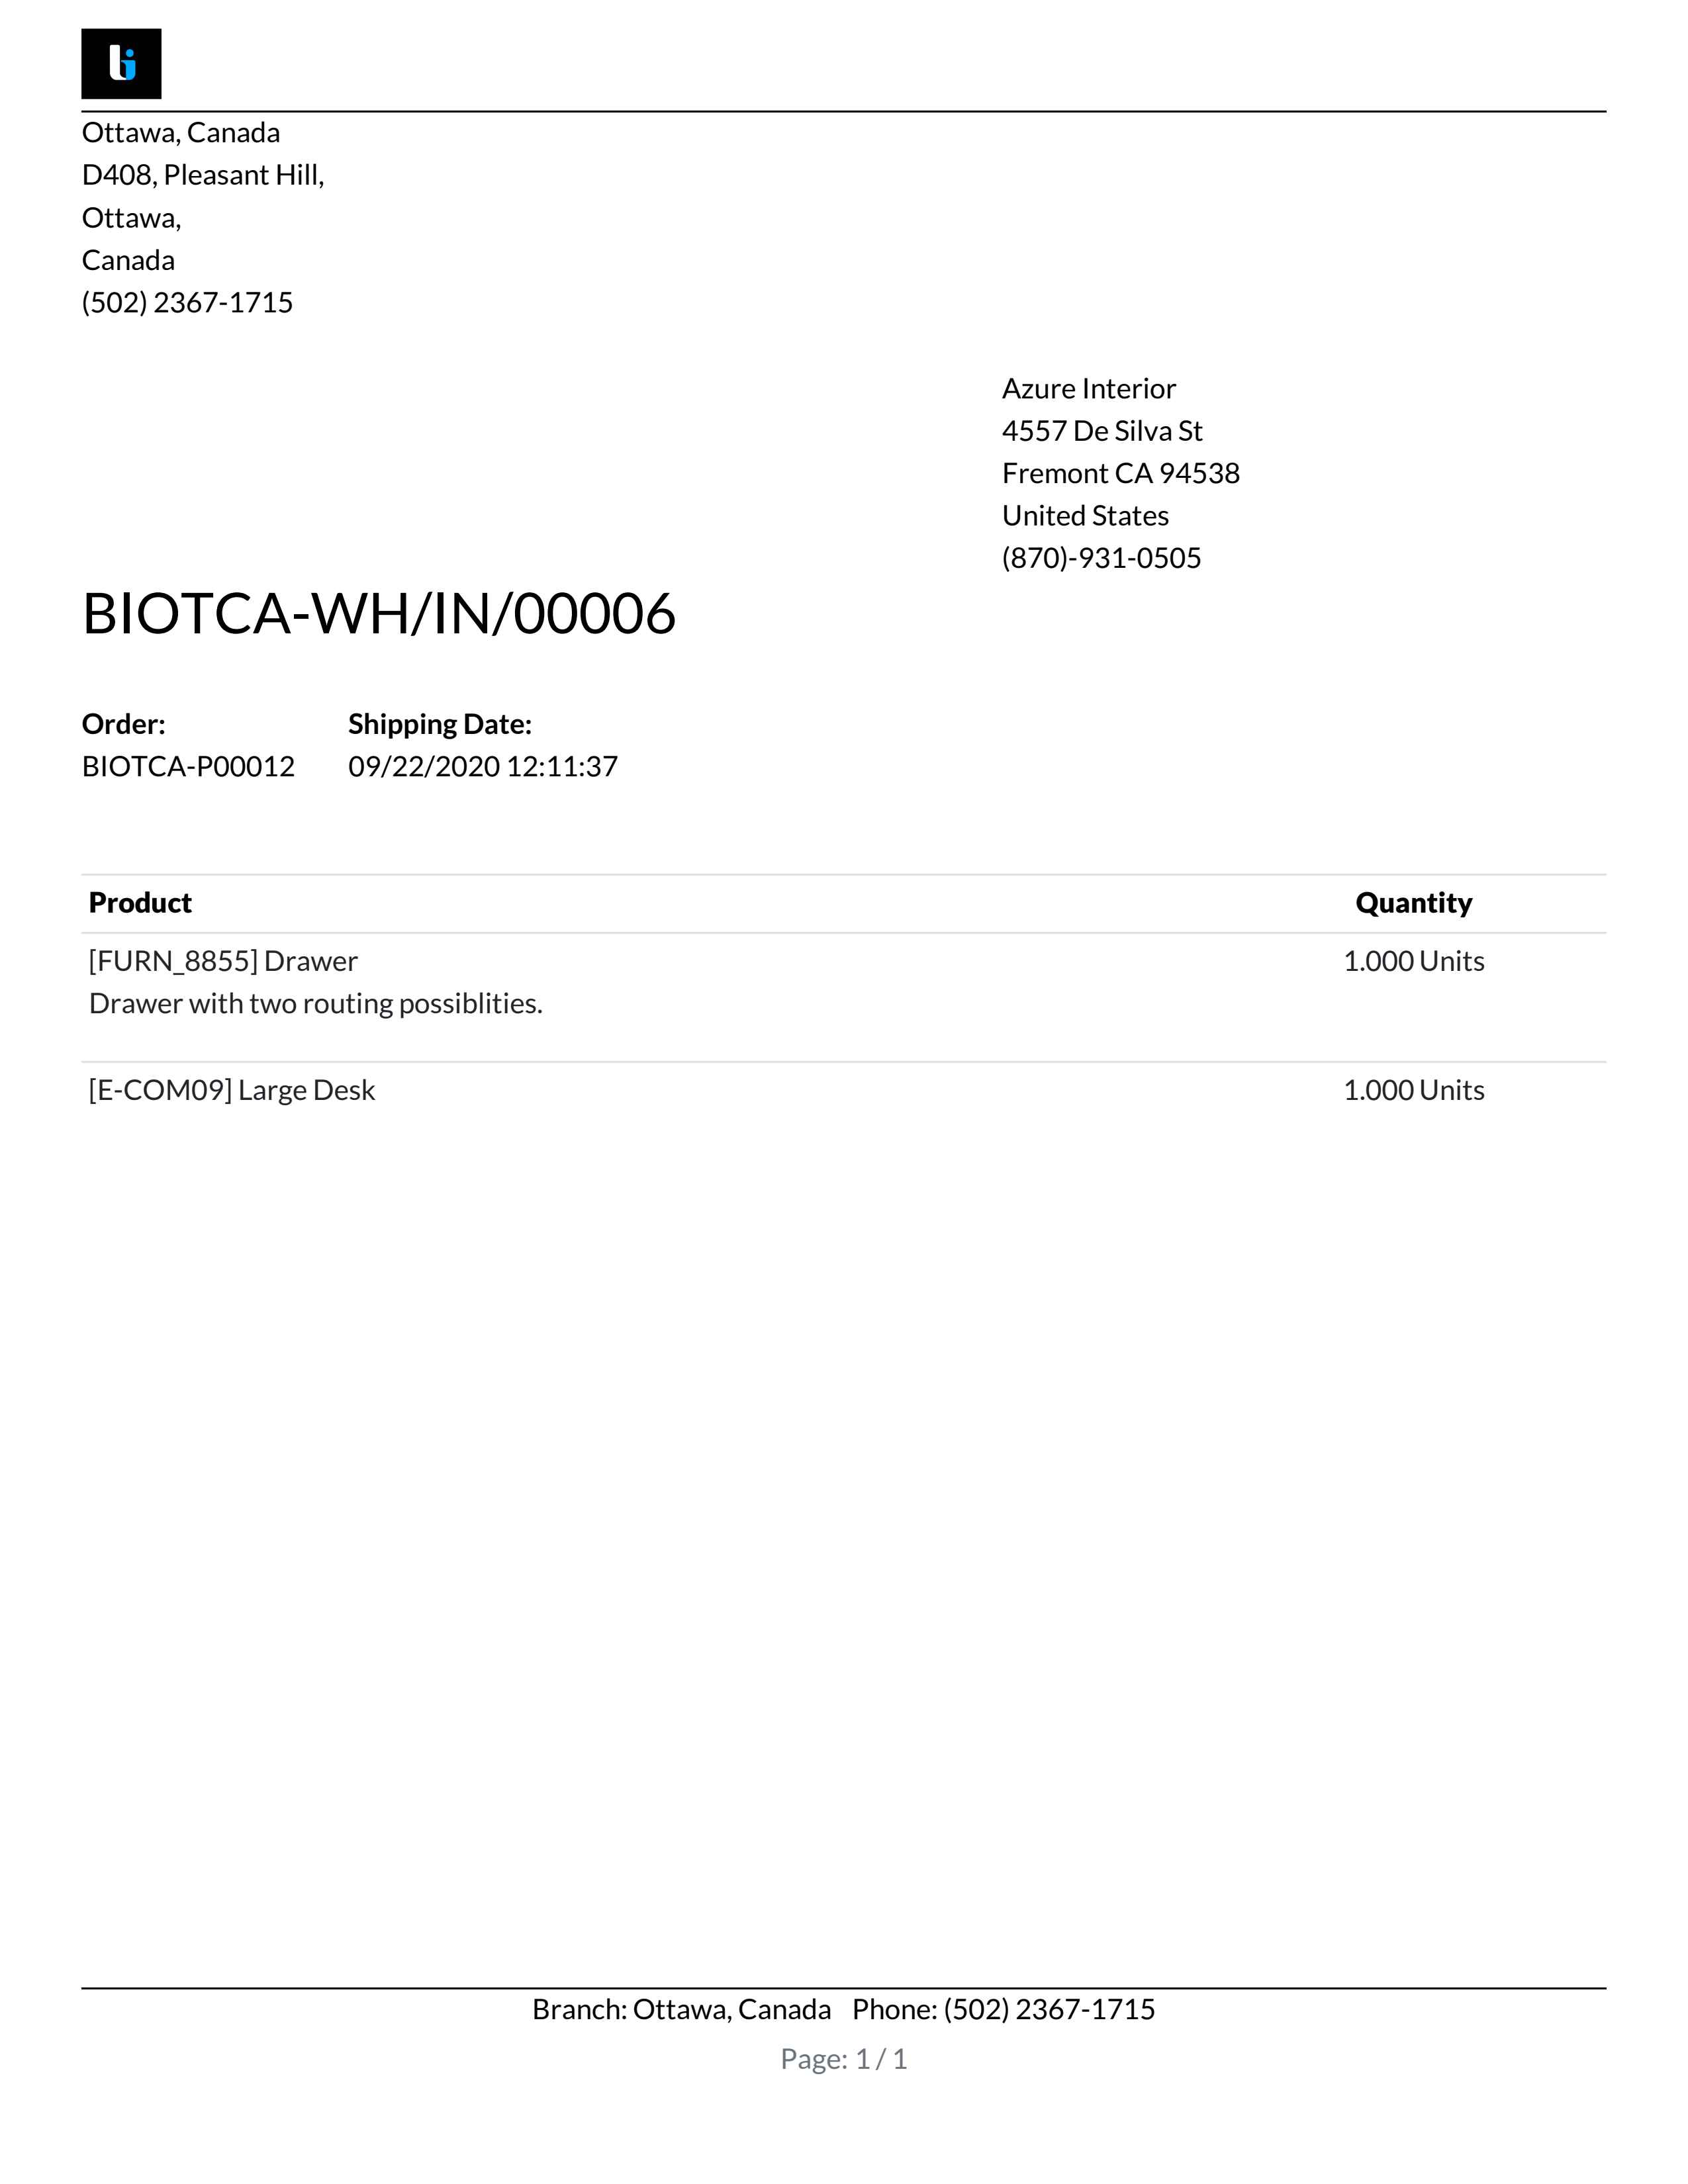 Ottawa, Canada
D408, Pleasant Hill,
Ottawa,
Canada
(502) 2367-1715
Azure Interior
4557 De Silva St
Fremont CA 94538
United States
(870)-931-0505
BIOTCA-WH/IN/00006
Order: Shipping Date:
BIOTCA-P00012 09/22/2020 12:11:37
Product Quantity
[FURN_8855] Drawer 1.000 Units
Drawer with two routing possiblities.
[E-COM09] Large Desk 1.000 Units
Branch: Ottawa, Canada Phone: (502) 2367-1715
Page: 1 / 1